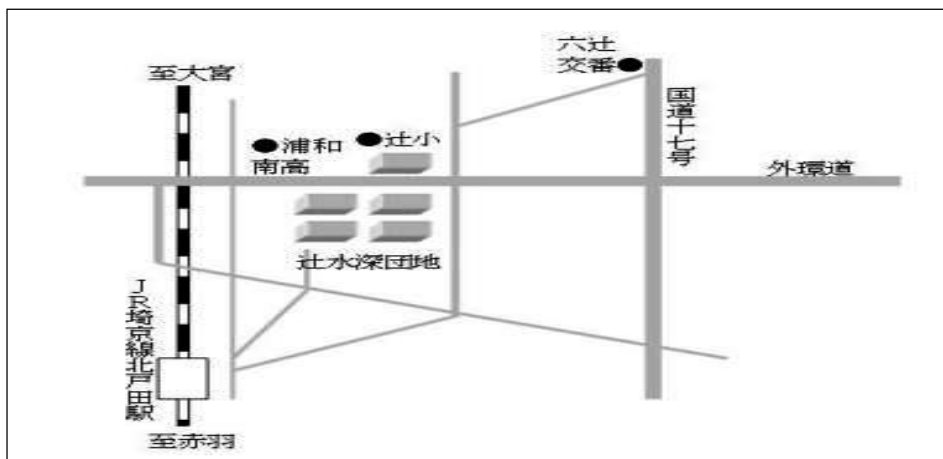 六辻
交番
至大宮
国道十七号
浦和
南高
辻小
外環道
辻水深団地
JR埼京線北戸田駅
至赤羽